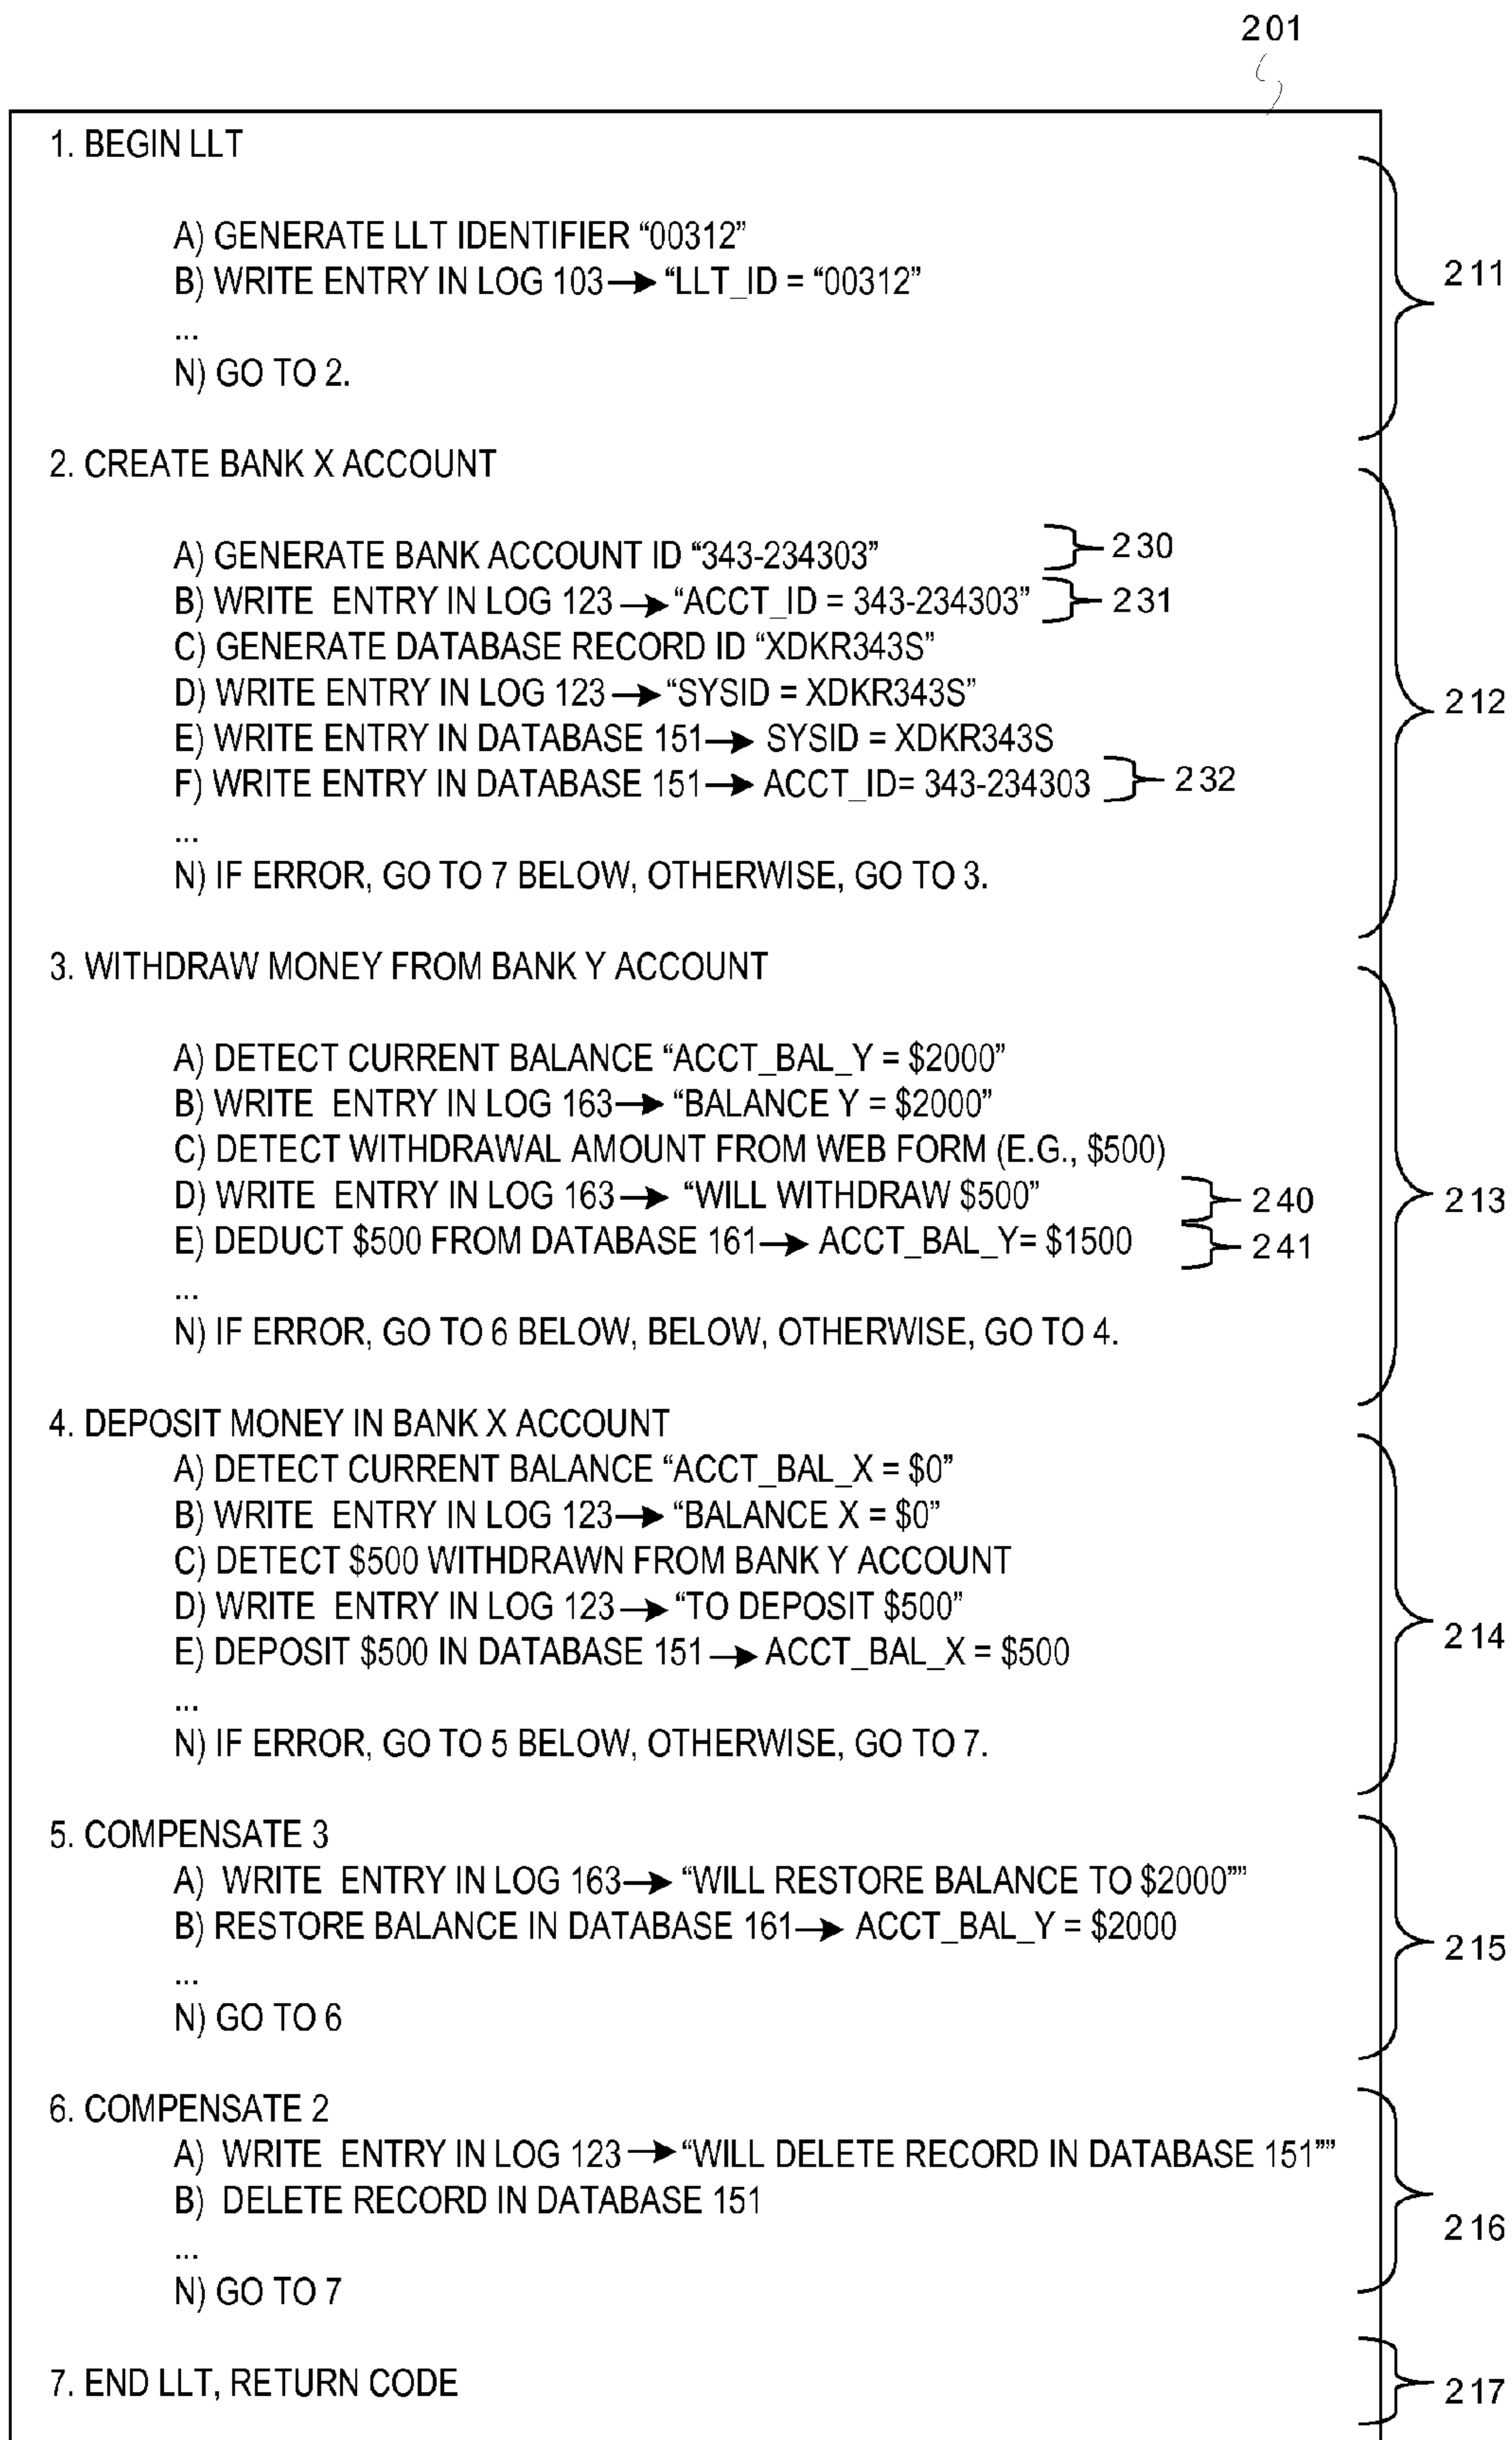 201
1. BEGIN LLT
A) GENERATE LLT IDENTIFIER “00312”
B) WRITE ENTRY IN LOG 103→ “LLT_ID = “00312”
211
...
N) GO TO 2.
2. CREATE BANK X ACCOUNT
A) GENERATE BANK ACCOUNT ID “343-234303” 230
B) WRITE ENTRY IN LOG 123 → “ACCT_ID = 343-234303” 231
C) GENERATE DATABASE RECORD ID “XDKR343S”
D) WRITE ENTRY IN LOG 123 → “SYSID = XDKR343S”
212
E) WRITE ENTRY IN DATABASE 151→ SYSID = XDKR343S
F) WRITE ENTRY IN DATABASE 151→ ACCT_ID= 343-234303 232
...
N) IF ERROR, GO TO 7 BELOW, OTHERWISE, GO TO 3.
3. WITHDRAW MONEY FROM BANK Y ACCOUNT
A) DETECT CURRENT BALANCE “ACCT_BAL_Y = $2000”
B) WRITE ENTRY IN LOG 163→ “BALANCE Y = $2000”
C) DETECT WITHDRAWAL AMOUNT FROM WEB FORM (E.G., $500)
D) WRITE ENTRY IN LOG 163→ “WILL WITHDRAW $500” 240
213
E) DEDUCT $500 FROM DATABASE 161→ ACCT_BAL_Y= $1500 241
...
N) IF ERROR, GO TO 6 BELOW, BELOW, OTHERWISE, GO TO 4.
4. DEPOSIT MONEY IN BANK X ACCOUNT
A) DETECT CURRENT BALANCE “ACCT_BAL_X = $0”
B) WRITE ENTRY IN LOG 123→ “BALANCE X = $0”
C) DETECT $500 WITHDRAWN FROM BANK Y ACCOUNT
D) WRITE ENTRY IN LOG 123→ “TO DEPOSIT $500”
214
E) DEPOSIT $500 IN DATABASE 151 → ACCT_BAL_X = $500
...
N) IF ERROR, GO TO 5 BELOW, OTHERWISE, GO TO 7.
5. COMPENSATE 3
A) WRITE ENTRY IN LOG 163→ “WILL RESTORE BALANCE TO $2000””
B) RESTORE BALANCE IN DATABASE 161→ ACCT_BAL_Y = $2000
215
...
N) GO TO 6
6. COMPENSATE 2
A) WRITE ENTRY IN LOG 123 → “WILL DELETE RECORD IN DATABASE 151””
B) DELETE RECORD IN DATABASE 151
216
...
N) GO TO 7
7. END LLT, RETURN CODE
217